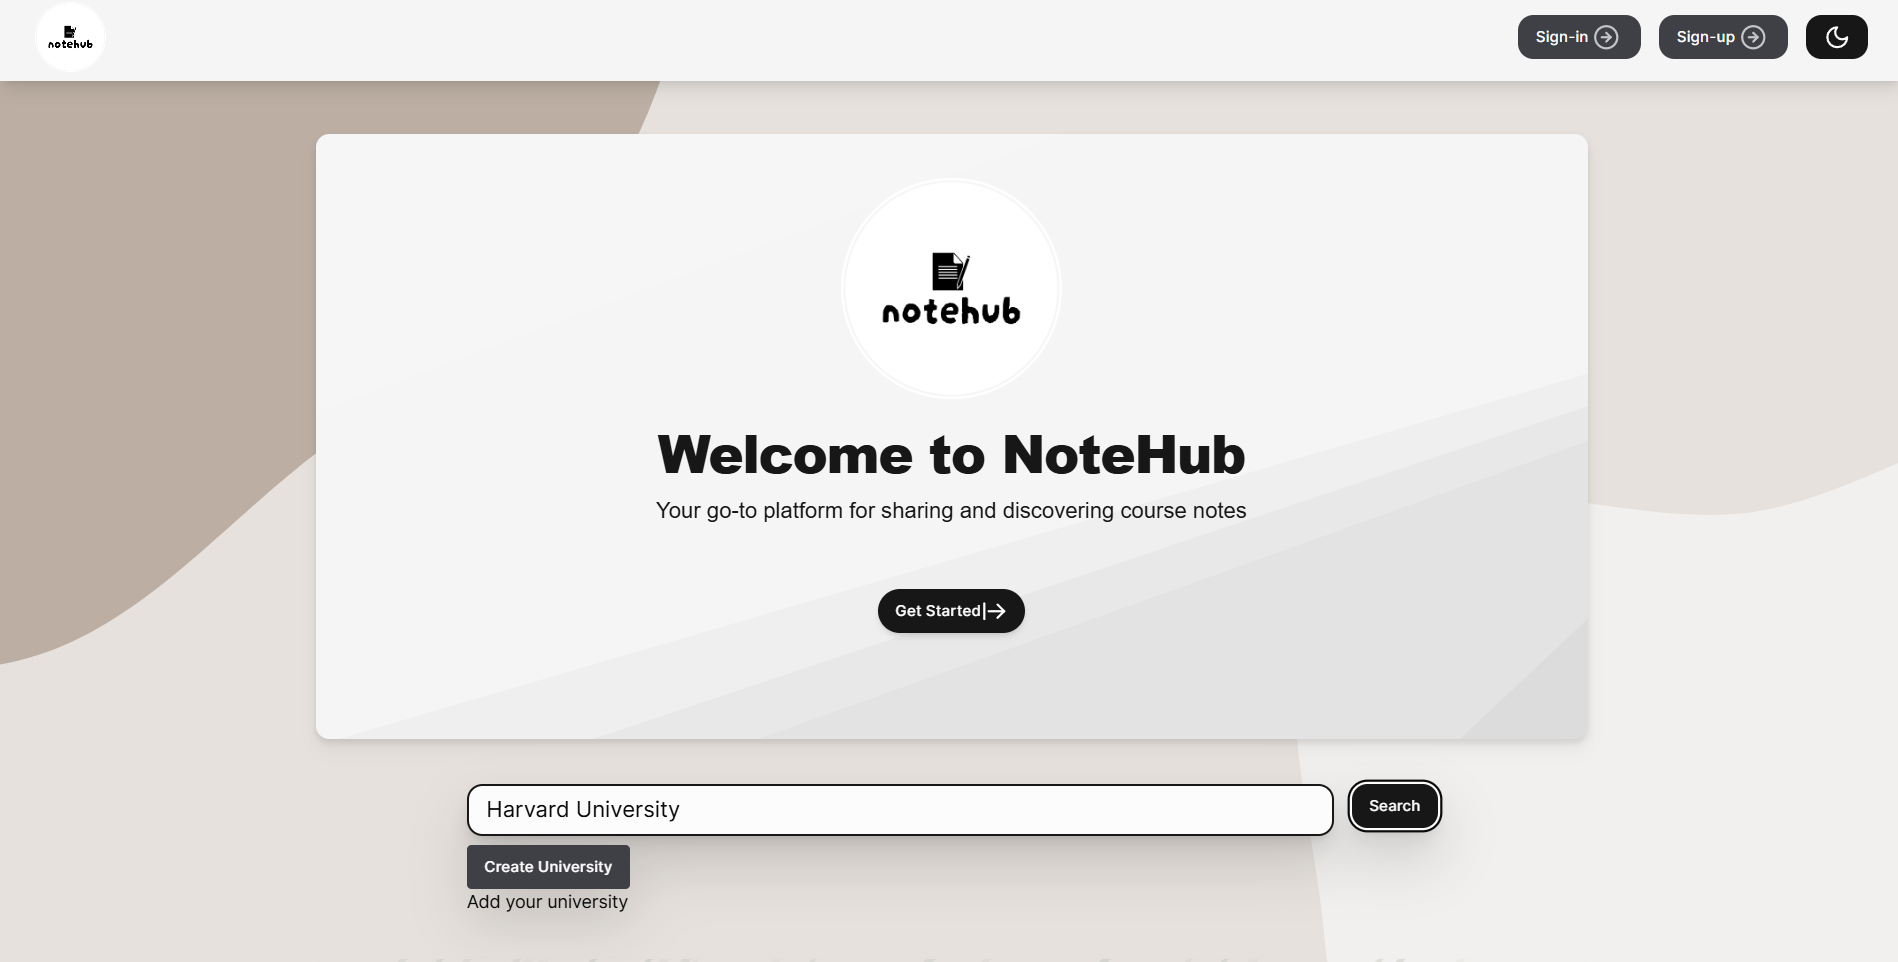 notehub
Sign-in
Sign-up
notehub
Welcome to NoteHub
Your go-to platform for sharing and discovering course notes
Get Started
Harvard University
Search
Create University
Add your university